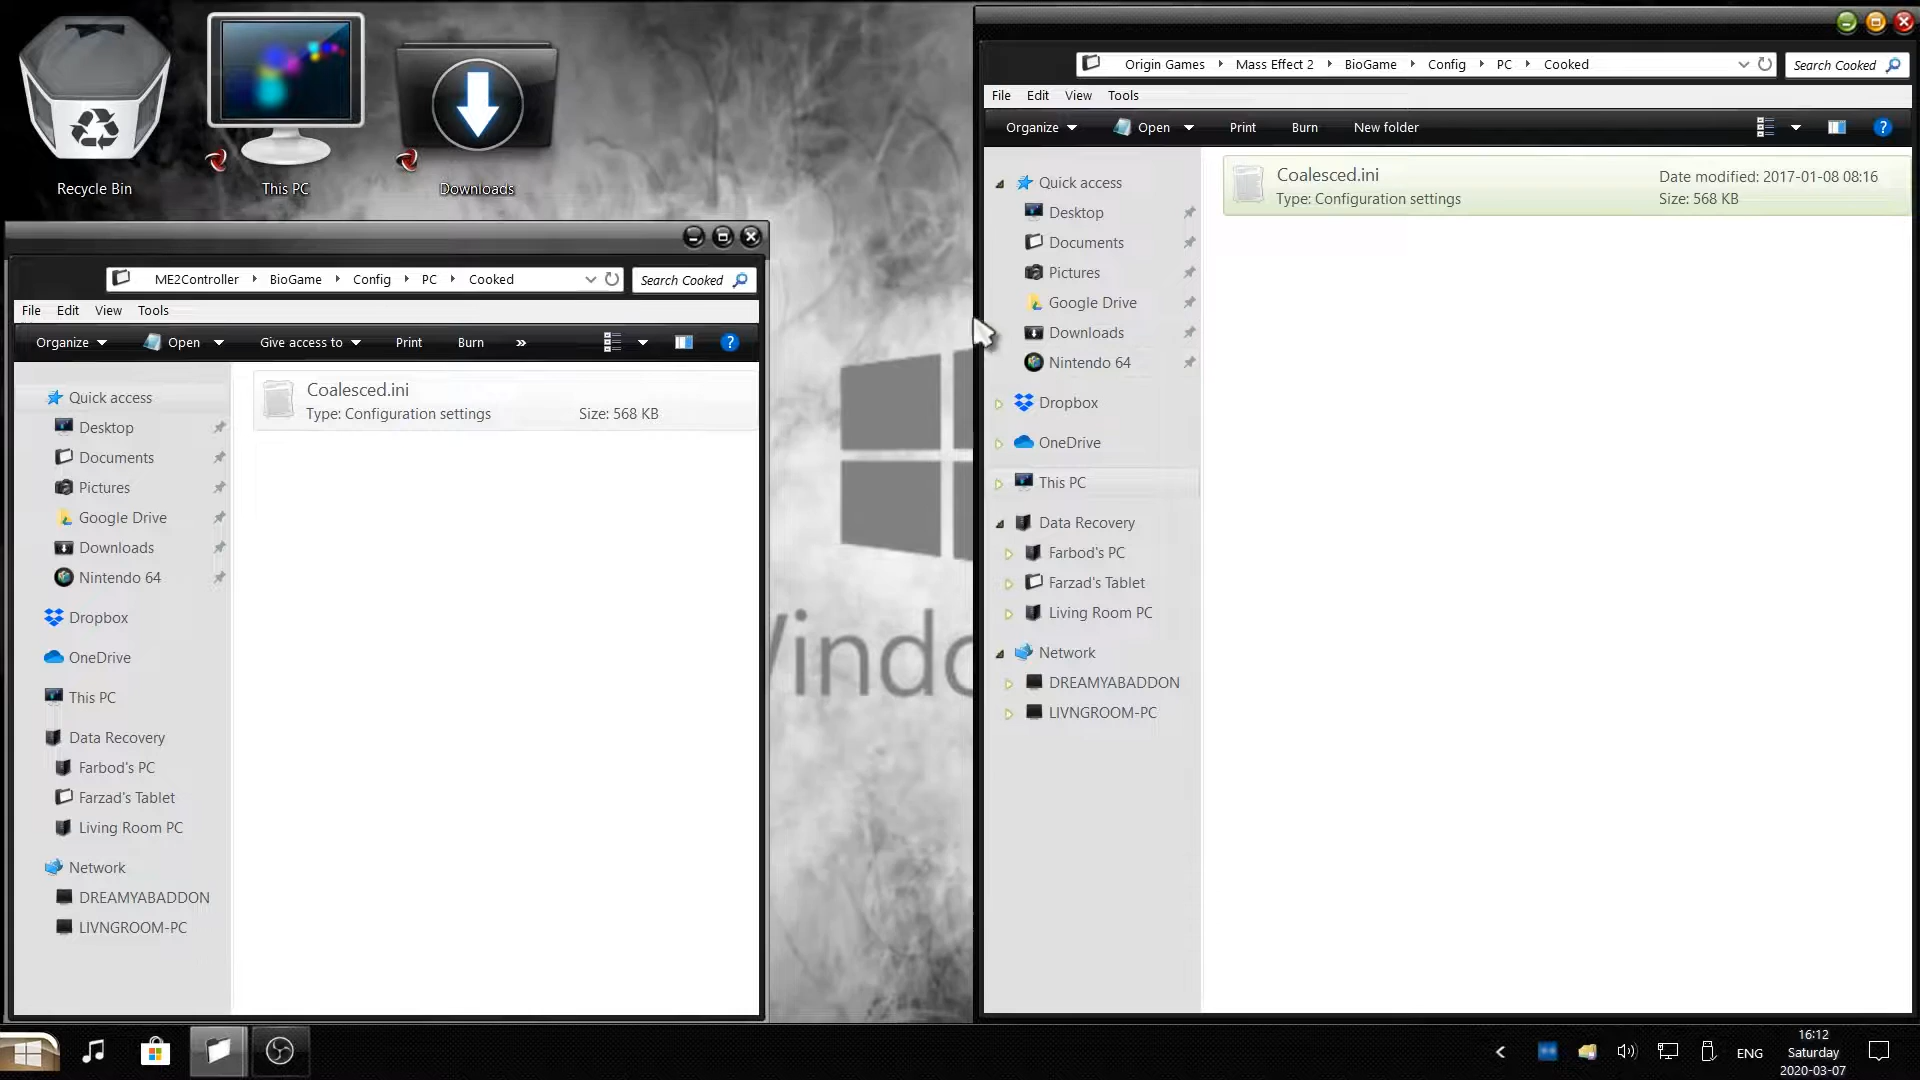 Recycle Bin
This PC
Downloads
ME2Controller BioGame Config PC Cooked
Search Cooked
File Edit View Tools
Organize Open Give access to Print Burn »
Quick access
Desktop
Documents
Pictures
Google Drive
Downloads
Nintendo 64
Dropbox
OneDrive
This PC
Data Recovery
Farbod's PC
Farzad's Tablet
Living Room PC
Network
DREAMYABADDON
LIVNGROOM-PC
Coalesced.ini
Type: Configuration settings
Size: 568 KB
Windo
Origin Games Mass Effect 2 BioGame Config PC Cooked
Search Cooked
File Edit View Tools
Organize Open Print Burn New folder
Quick access
Desktop
Documents
Pictures
Google Drive
Downloads
Nintendo 64
Dropbox
OneDrive
This PC
Data Recovery
Farbod's PC
Farzad's Tablet
Living Room PC
Network
DREAMYABADDON
LIVNGROOM-PC
Coalesced.ini
Type: Configuration settings
Date modified: 2017-01-08 08:16
Size: 568 KB
ENG
16:12
Saturday
2020-03-07